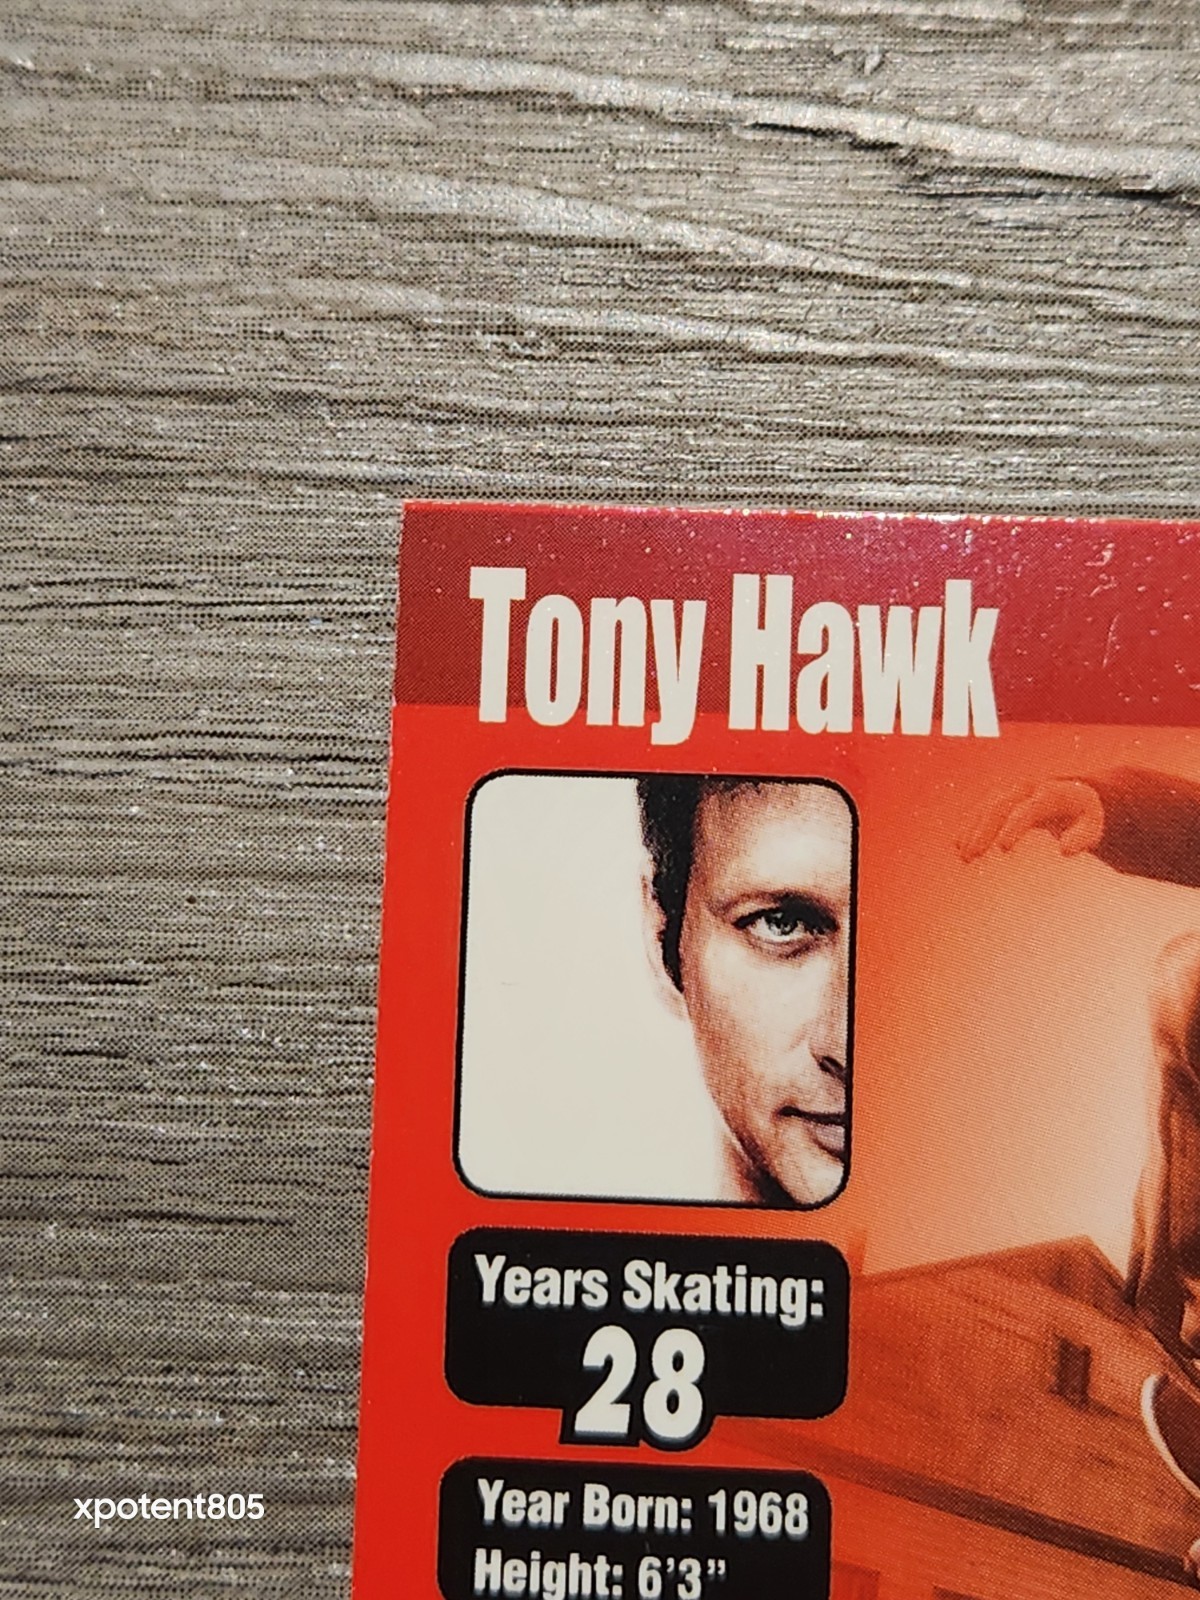 Tony Hawk
Years Skating:
28
Year Born: 1968
Height: 6'3"
xpotent805